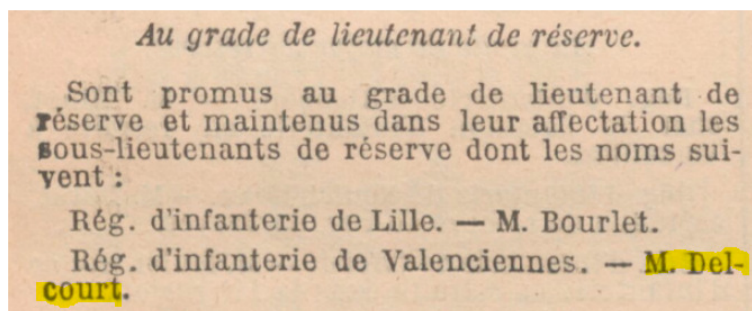 Au grade de lieutenant de réserve.
Sont promus au grade de lieutenant de
réserve et maintenus dans leur affectation les
sous-lieutenants de réserve dont les noms sui-
vent :
Rég. d'infanterie de Lille. — M. Bourlet.
Rég. d'infanterie de Valenciennes. — M. Del-
court.